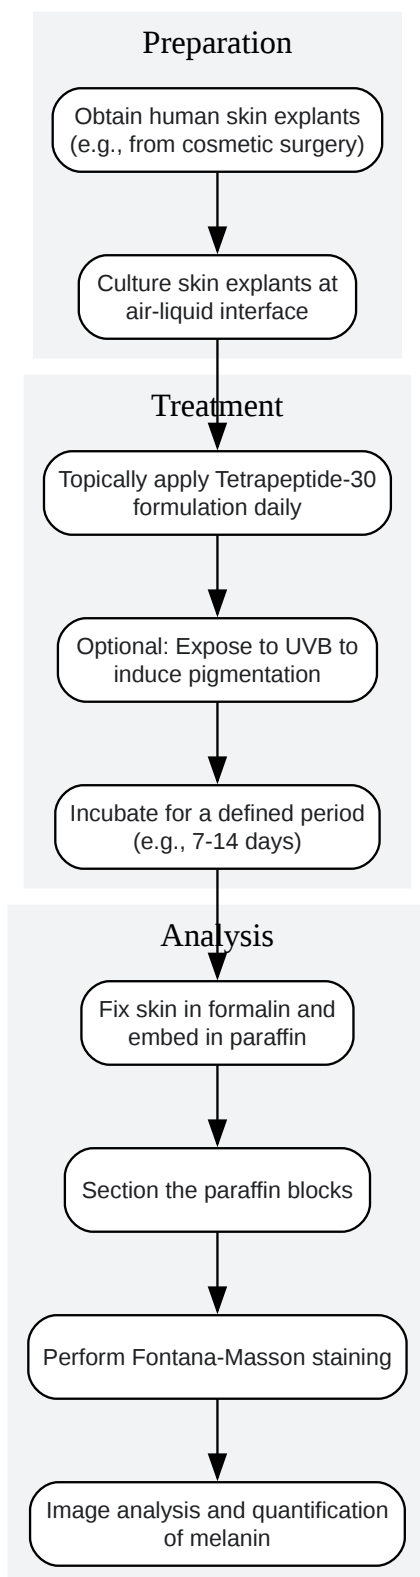 Preparation
Obtain human skin explants
(e.g., from cosmetic surgery)
Culture skin explants at
air-liquid interface
Treatment
Topically apply Tetrapeptide-30
formulation daily
Optional: Expose to UVB to
induce pigmentation
Incubate for a defined period
(e.g., 7-14 days)
Analysis
Fix skin in formalin and
embed in paraffin
Section the paraffin blocks
Perform Fontana-Masson staining
Image analysis and quantification
of melanin